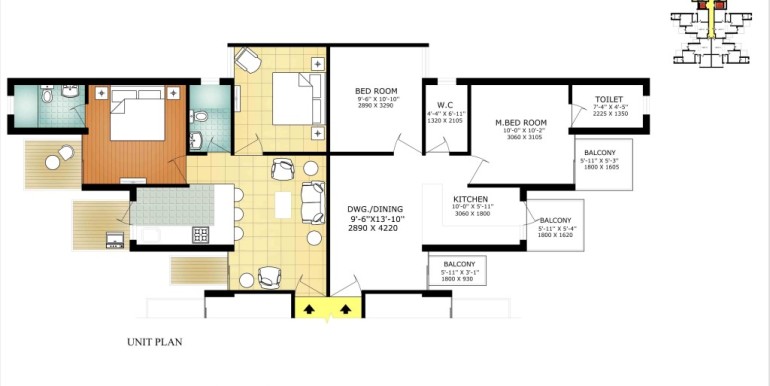 BED ROOM
9'-6" X 10'-10"
2890 X 3290
W.C
4'-4" X 6'-11"
1320 X 2105
M.BED ROOM
10'-0" X 10'-2"
3060 X 3105
TOILET
7'-4" X 4'-5"
2225 X 1350
BALCONY
5'-11" X 5'-3"
1800 X 1605
DWG./DINING
9'-6"X13'-10"
2890 X 4220
KITCHEN
10'-0" X 5'-11"
3060 X 1800
BALCONY
5'-11" X 5'-4"
1800 X 1620
BALCONY
5'-11" X 3'-1"
1800 X 930
UNIT PLAN